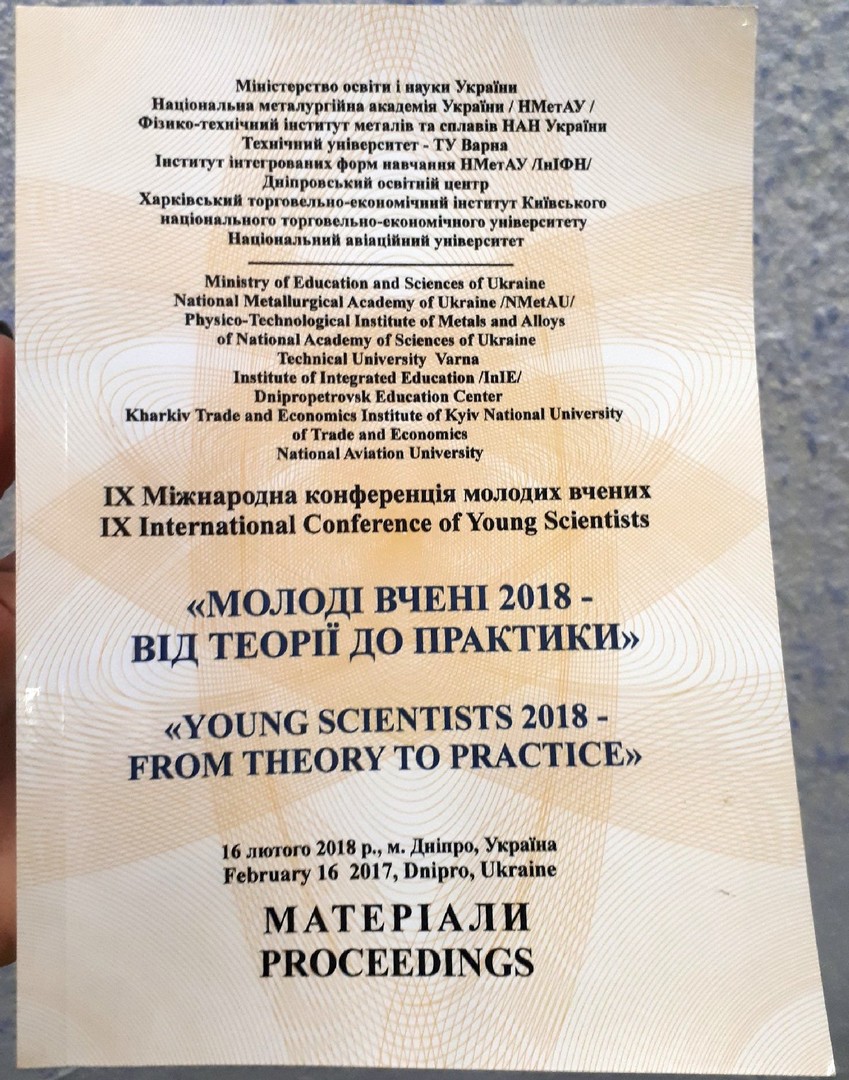 Міністерство освіти і науки України
Національна металургійна академія України / НМетАУ /
Фізико-технічний інститут металів та сплавів НАН України
Технічний університет - ТУ Варна
Інститут інтегрованих форм навчання НМетАУ /ІнІФН/
Дніпровський освітній центр
Харківський торговельно-економічний інститут Київського
національного торговельно-економічного університету
Національний авіаційний університет
Ministry of Education and Sciences of Ukraine
National Metallurgical Academy of Ukraine /NMetAU/
Physico-Technological Institute of Metals and Alloys
of National Academy of Sciences of Ukraine
Technical University Varna
Institute of Integrated Education /InIE/
Dnipropetrovsk Education Center
Kharkiv Trade and Economics Institute of Kyiv National University
of Trade and Economics
National Aviation University
IX Міжнародна конференція молодих вчених
IX International Conference of Young Scientists
«МОЛОДІ ВЧЕНІ 2018 -
ВІД ТЕОРІЇ ДО ПРАКТИКИ»
«YOUNG SCIENTISTS 2018 -
FROM THEORY TO PRACTICE»
16 лютого 2018 р., м. Дніпро, Україна
February 16 2017, Dnipro, Ukraine
МАТЕРІАЛИ
PROCEEDINGS